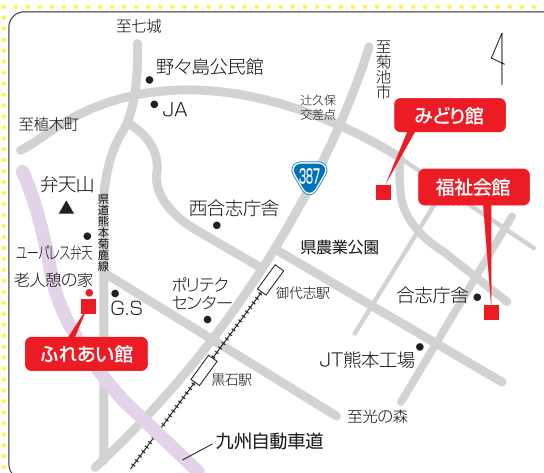 至七城
野々島公民館
JA
至植木町
至菊池市
辻久保
交差点
みどり館
387
福祉会館
弁天山
県道熊本菊鹿線
西合志庁舎
県農業公園
ユーパレス弁天
老人憩の家
G.S
ポリテク
センター
御代志駅
合志庁舎
ふれあい館
JT熊本工場
黒石駅
至光の森
九州自動車道